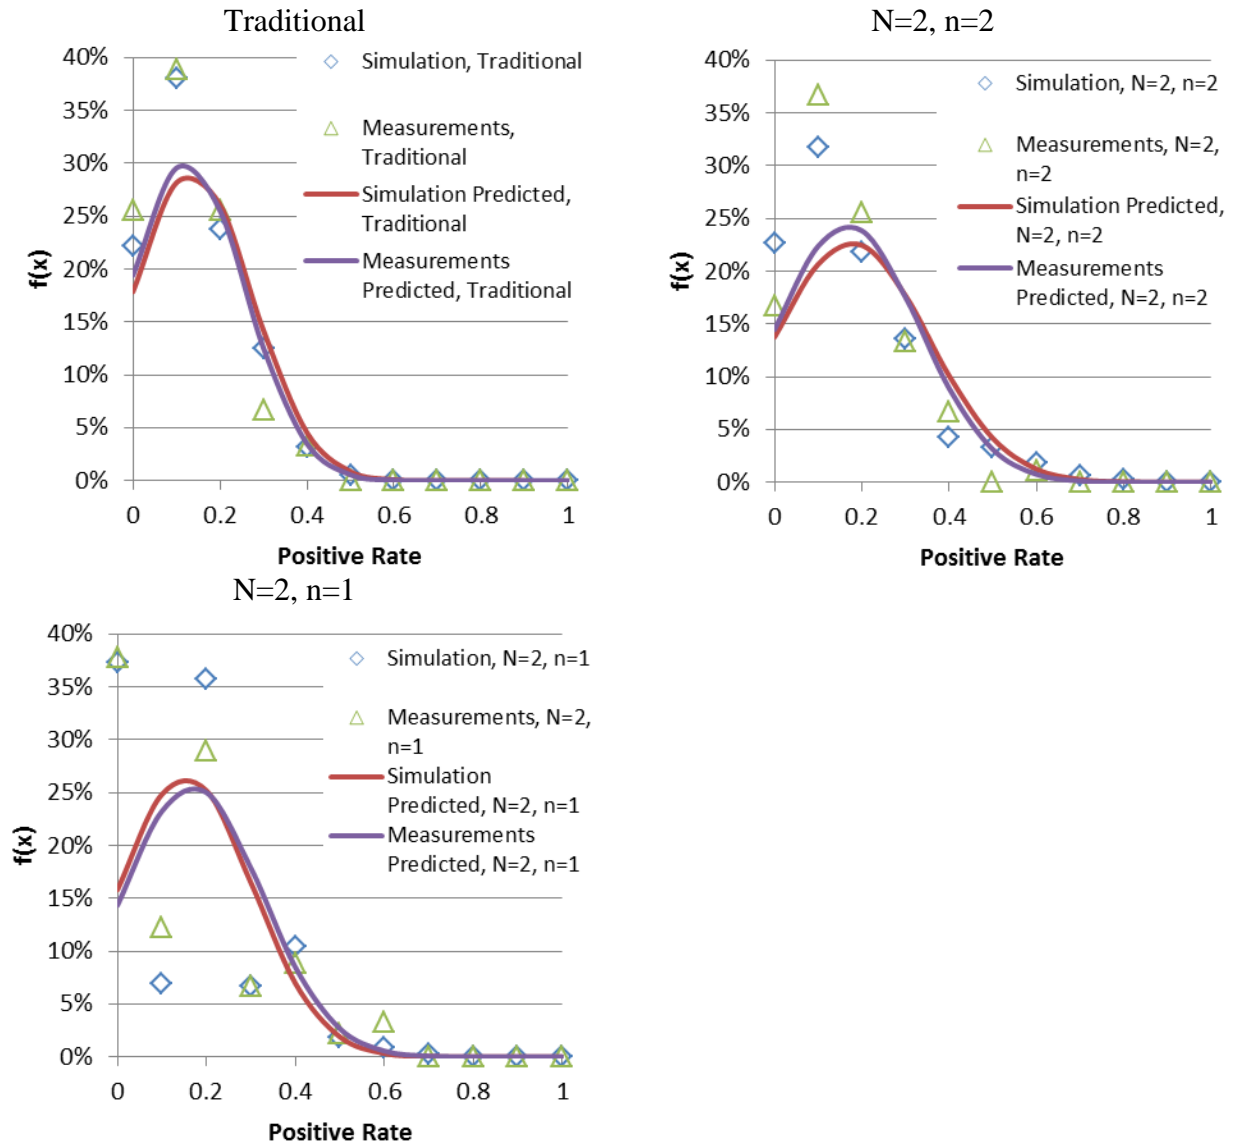 Traditional
40%
35%
30%
25%
20%
15%
10%
5%
0%
f(x)
0 0.2 0.4 0.6 0.8 1
Positive Rate
Simulation, Traditional
Measurements,
Traditional
Simulation Predicted,
Traditional
Measurements
Predicted, Traditional
N=2, n=2
40%
35%
30%
25%
20%
15%
10%
5%
0%
f(x)
0 0.2 0.4 0.6 0.8 1
Positive Rate
Simulation, N=2, n=2
Measurements, N=2,
n=2
Simulation Predicted,
N=2, n=2
Measurements
Predicted, N=2, n=2
N=2, n=1
40%
35%
30%
25%
20%
15%
10%
5%
0%
f(x)
0 0.2 0.4 0.6 0.8 1
Positive Rate
Simulation, N=2, n=1
Measurements, N=2,
n=1
Simulation
Predicted, N=2, n=1
Measurements
Predicted, N=2, n=1